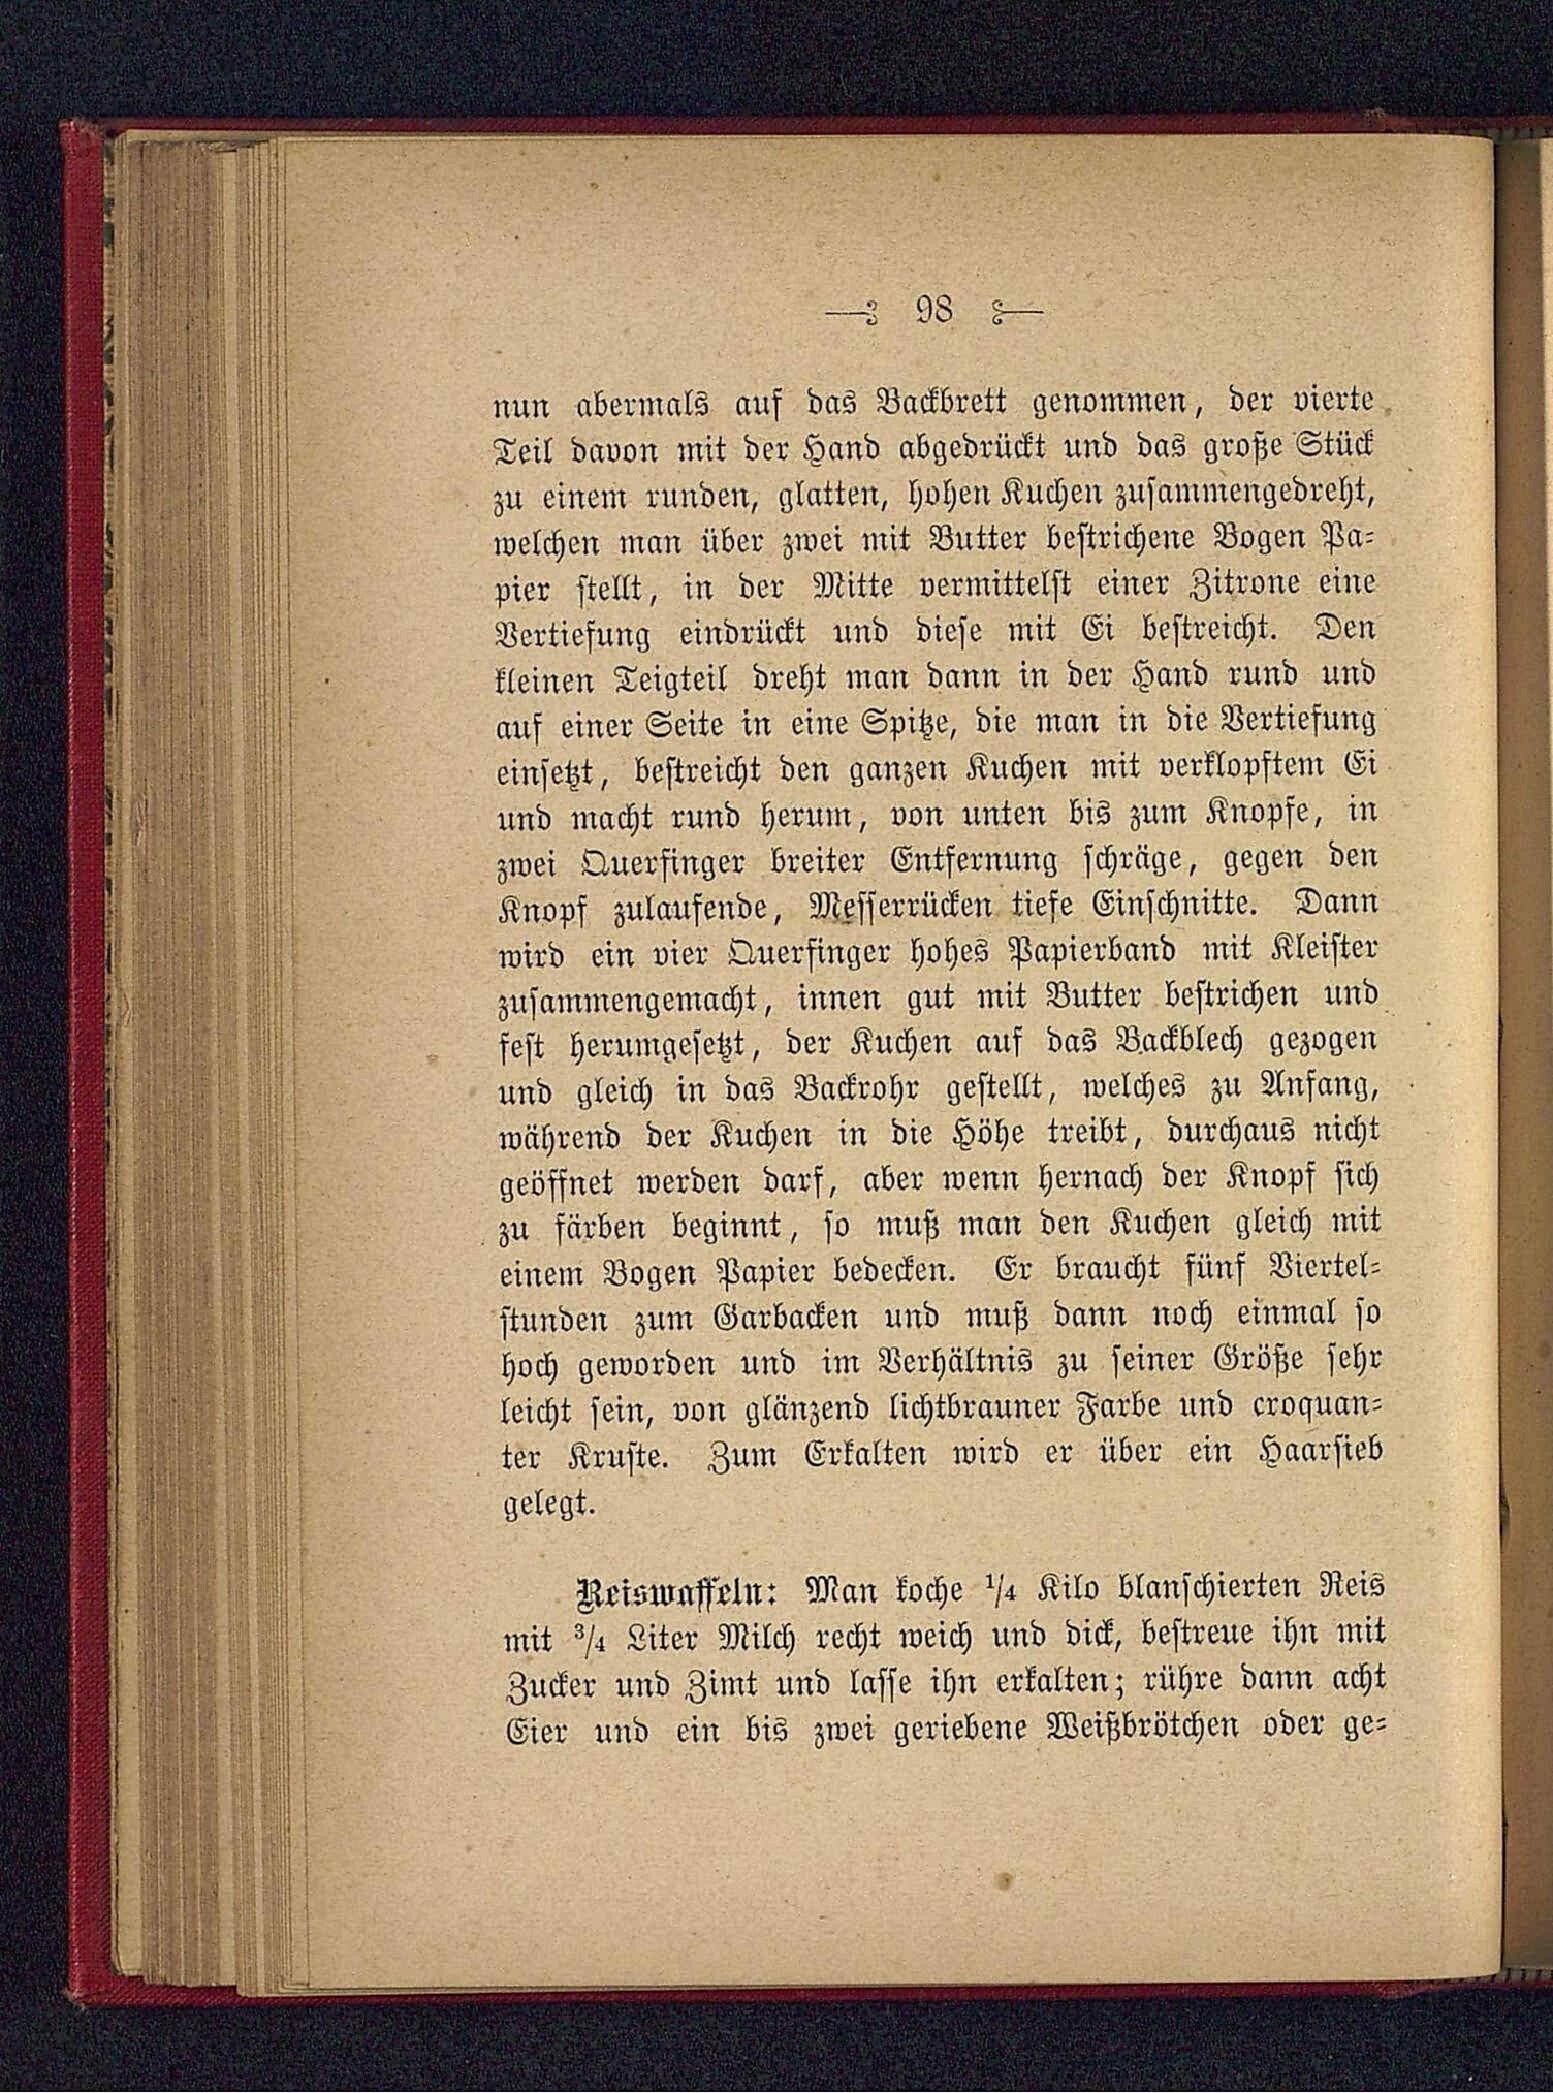 98
nun abermals auf das Backbrett genommen, der vierte
Teil davon mit der Hand abgedrückt und das große Stück
zu einem runden, glatten, hohen Kuchen zusammengedreht,
welchen man über zwei mit Butter bestrichene Bogen Pa-
pier stellt, in der Mitte vermittelst einer Zitrone eine
Vertiefung eindrückt und diese mit Ei bestreicht. Den
kleinen Teigteil dreht man dann in der Hand rund und
auf einer Seite in eine Spitze, die man in die Vertiefung
einsetzt, bestreicht den ganzen Kuchen mit verklopftem Ei
und macht rund herum, von unten bis zum Knopfe, in
zwei Querfinger breiter Entfernung schräge, gegen den
Knopf zulaufende, Messerrücken tiefe Einschnitte. Dann
wird ein vier Querfinger hohes Papierband mit Kleister
zusammengemacht, innen gut mit Butter bestrichen und
fest herumgesetzt, der Kuchen auf das Backblech gezogen
und gleich in das Backrohr gestellt, welches zu Anfang,
während der Kuchen in die Höhe treibt, durchaus nicht
geöffnet werden darf, aber wenn hernach der Knopf sich
zu färben beginnt, so muß man den Kuchen gleich mit
einem Bogen Papier bedecken. Er braucht fünf Viertel-
stunden zum Garbacken und muß dann noch einmal so
hoch geworden und im Verhältnis zu seiner Größe sehr
leicht sein, von glänzend lichtbrauner Farbe und croquan-
ter Kruste. Zum Erkalten wird er über ein Haarsieb
gelegt.
Reiswaffeln: Man koche 1/4 Kilo blanschierten Reis
mit 3/4 Liter Milch recht weich und dick, bestreue ihn mit
Zucker und Zimt und lasse ihn erkalten; rühre dann acht
Eier und ein bis zwei geriebene Weißbrötchen oder ge-